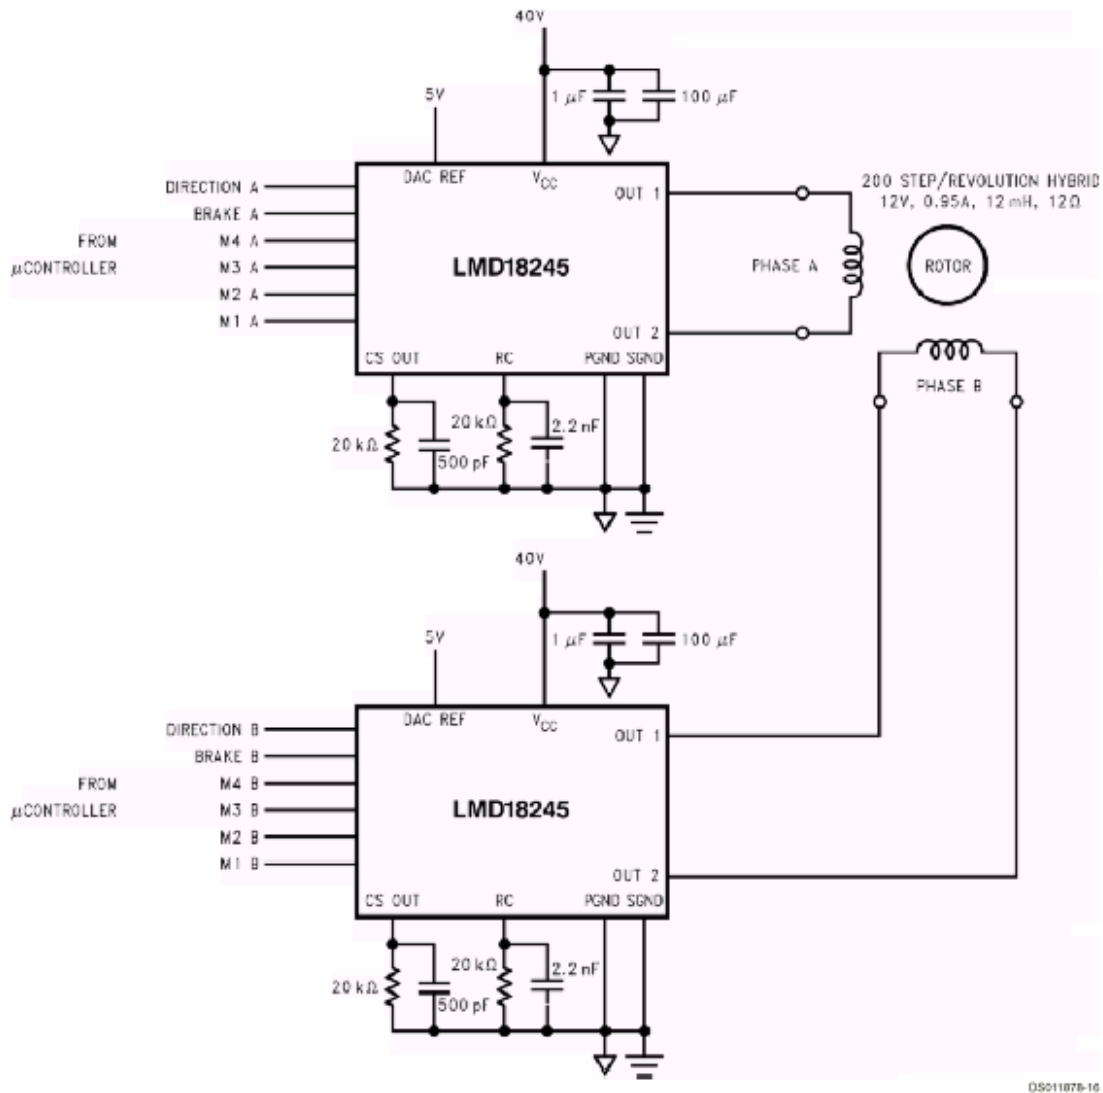 40V
5V
1 µF
100 µF
DAC REF
VCC
DIRECTION A
BRAKE A
FROM
µCONTROLLER
M4 A
M3 A
M2 A
M1 A
LMD18245
OUT 1
OUT 2
CS OUT
RC
PGND SGND
200 STEP/REVOLUTION HYBRID
12V, 0.95A, 12 mH, 12Ω
PHASE A
ROTOR
PHASE B
20 kΩ
500 pF
20 kΩ
2.2 nF
40V
5V
1 µF
100 µF
DAC REF
VCC
DIRECTION B
BRAKE B
FROM
µCONTROLLER
M4 B
M3 B
M2 B
M1 B
LMD18245
OUT 1
OUT 2
CS OUT
RC
PGND SGND
20 kΩ
500 pF
20 kΩ
2.2 nF
DS011878-16